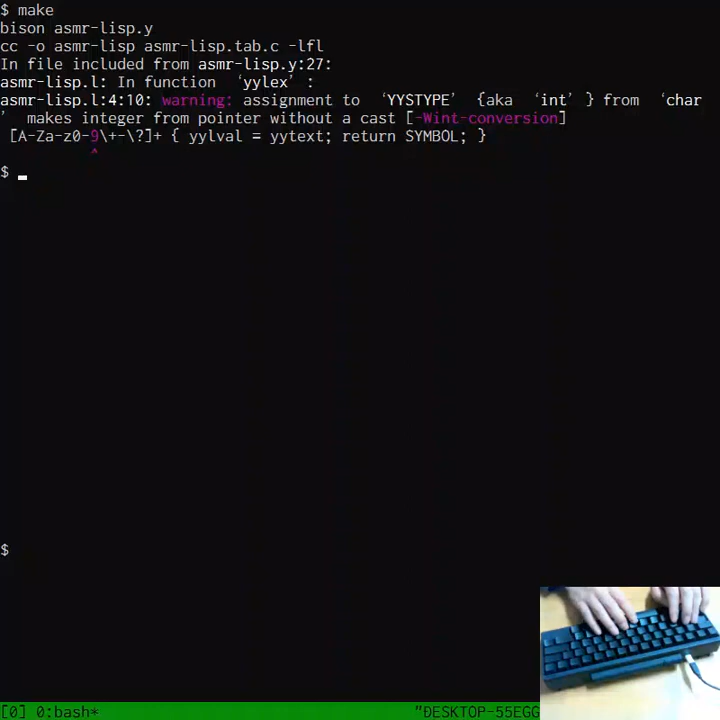 $ make
bison asmr-lisp.y
cc -o asmr-lisp asmr-lisp.tab.c -lfl
In file included from asmr-lisp.y:27:
asmr-lisp.l: In function ‘yylex’ :
asmr-lisp.l:4:10: warning: assignment to ‘YYSTYPE’ {aka ‘int’ } from ‘char
’ makes integer from pointer without a cast [-Wint-conversion]
[A-Za-z0-9\+-\?]+ { yylval = yytext; return SYMBOL; }
^
$
$
[0] 0:bash* "DESKTOP-55EGG